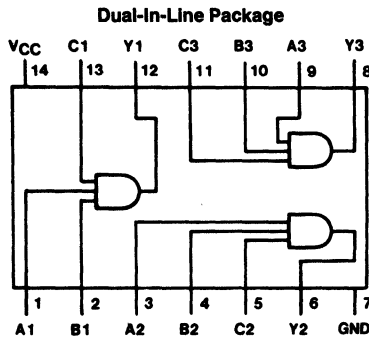 Dual-In-Line Package
VCC C1 Y1 C3 B3 A3 Y3
14 13 12 11 10 9 8
1 2 3 4 5 6 7
A1 B1 A2 B2 C2 Y2 GND